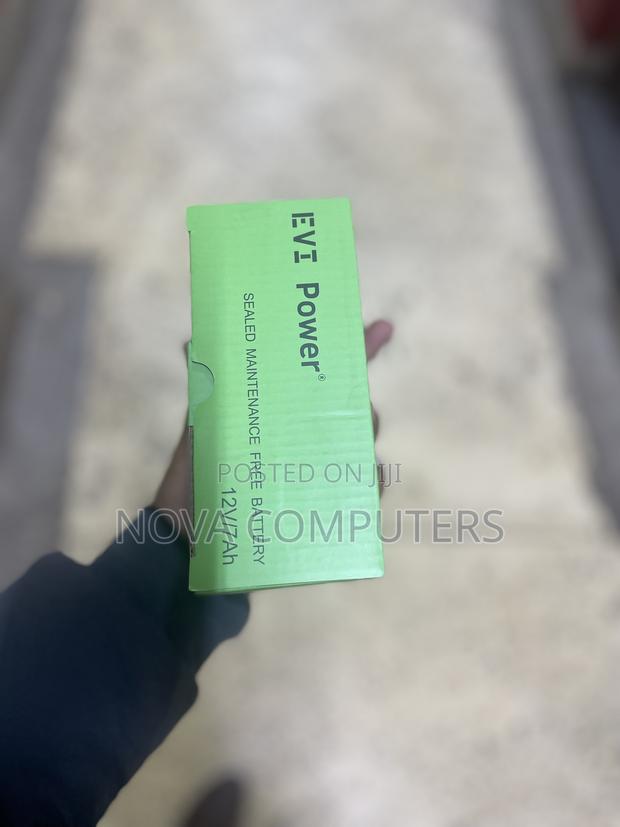 EVI Power®
SEALED MAINTENANCE FREE BATTERY
12V/7Ah
POSTED ON JIJI
NOVA COMPUTERS